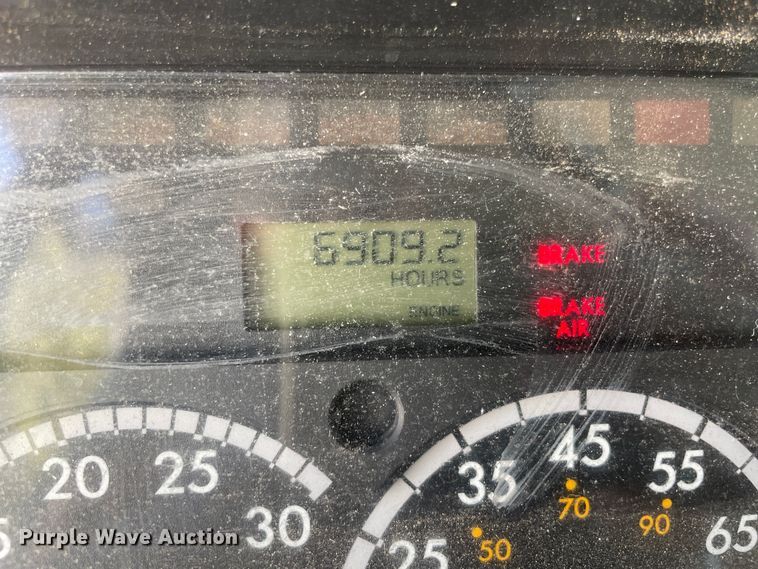 6909.2
HOURS
ENGINE
BRAKE
BRAKE
AIR
20 25 30
25 35 45 55 65
50 70 90
Purple Wave Auction